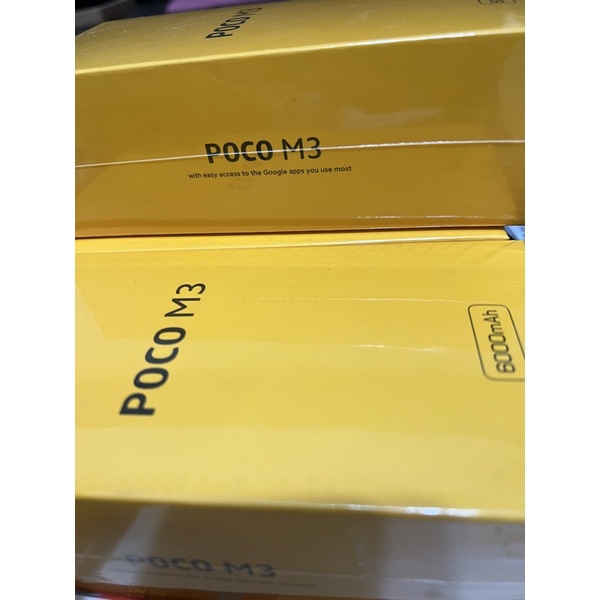 POCO M3
POCO M3
with easy access to the Google apps you use most
POCO M3
6000mAh
POCO M3